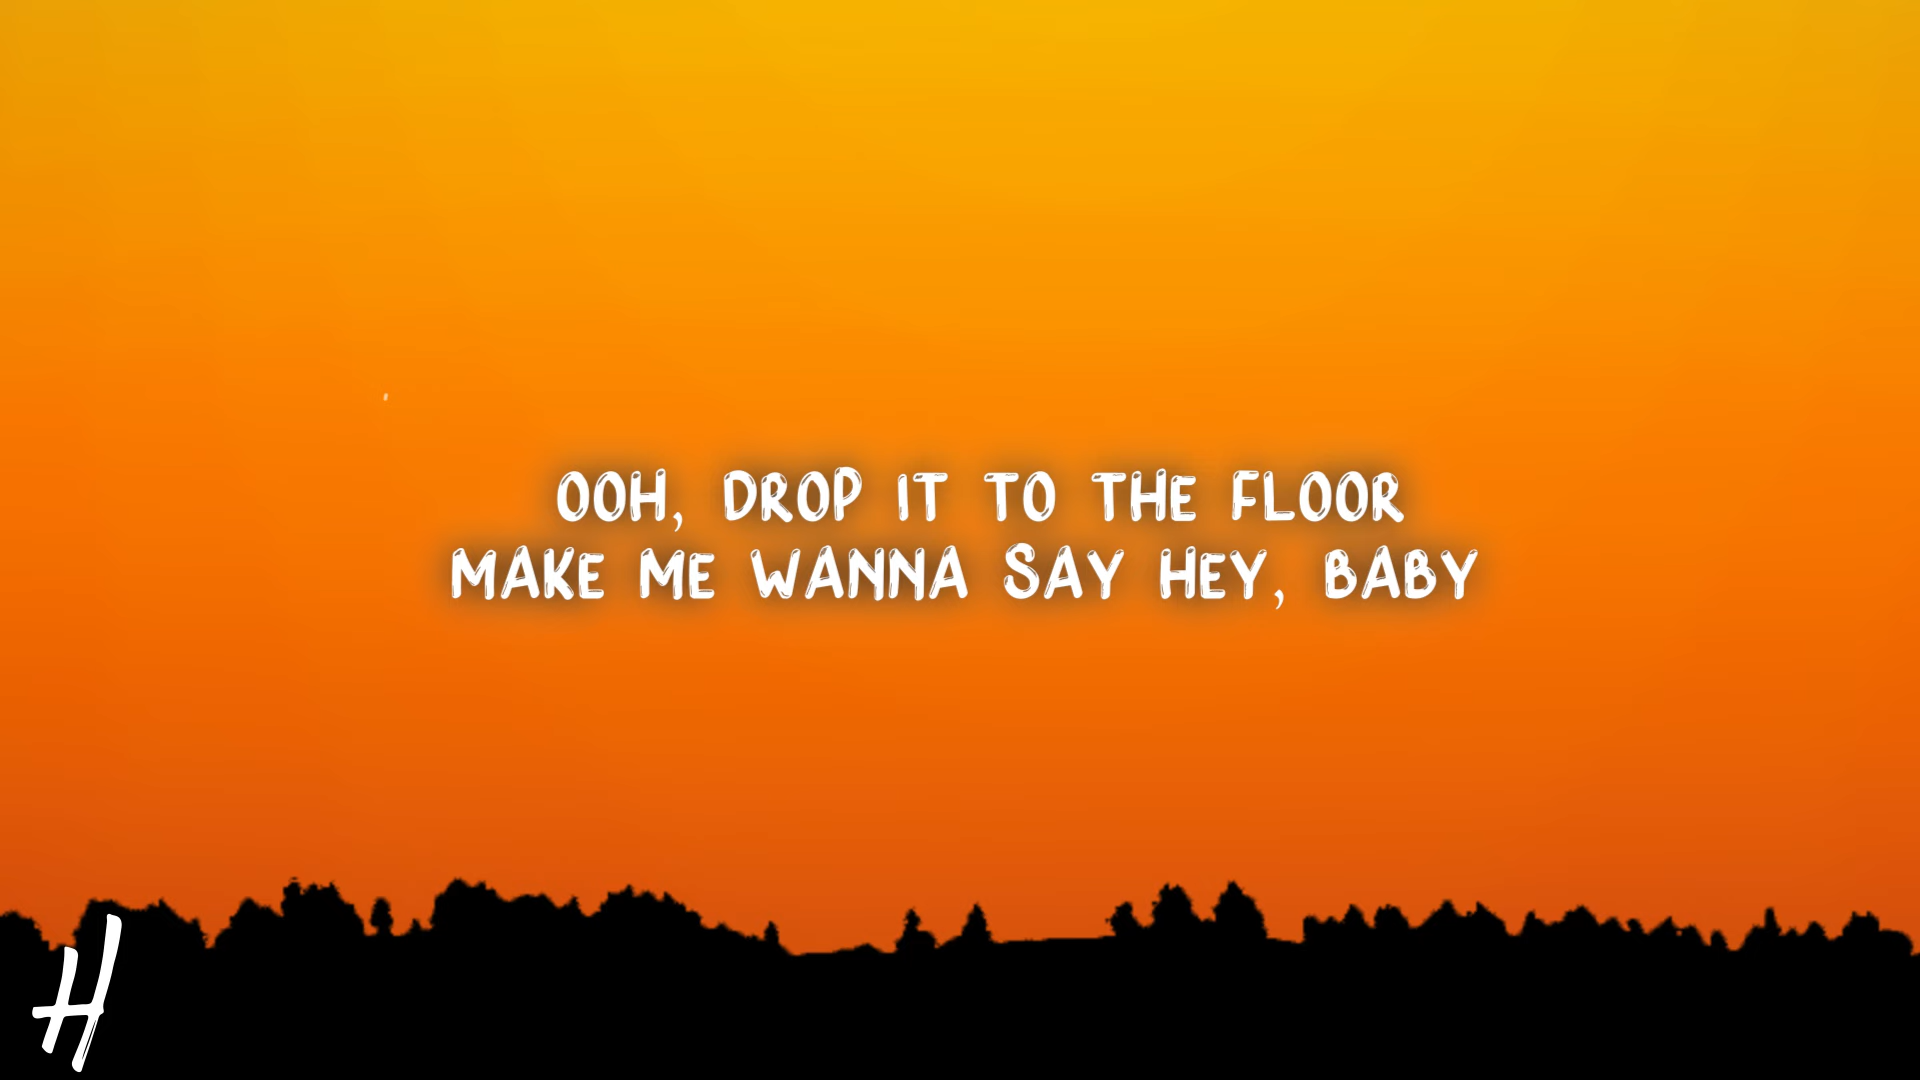 OOH, DROP IT TO THE FLOOR
MAKE ME WANNA SAY HEY, BABY
H